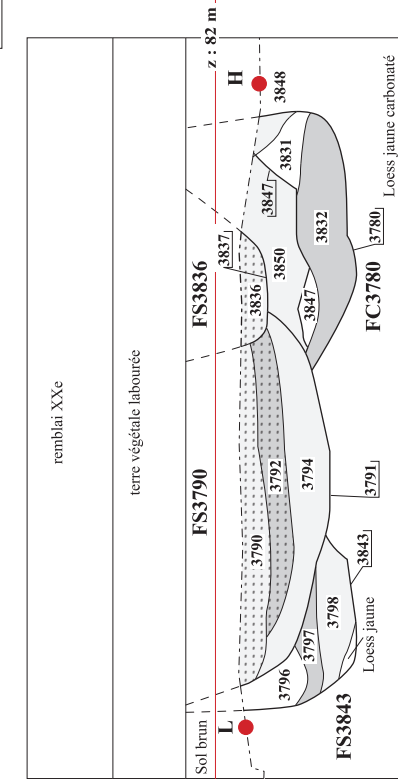 remblai XXe
terre végétale labourée
Sol brun
z : 82 m
L
H
FS3790
FS3836
3837
3848
3790
3836
3847
3831
3792
3850
3796
3794
3847
3832
3797
3798
Loess jaune
3843
3791
3780
FS3843
FC3780
Loess jaune carbonaté